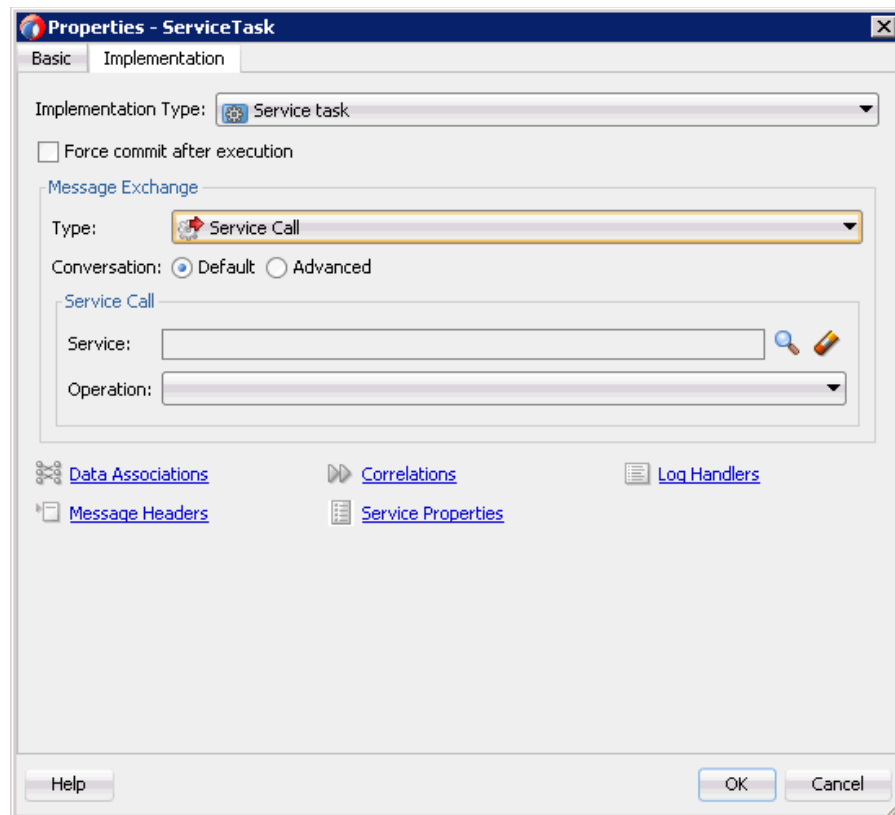 Properties - ServiceTask
Basic Implementation
Implementation Type: Service task
Force commit after execution
Message Exchange
Type: Service Call
Conversation: Default Advanced
Service Call
Service:
Operation:
Data Associations Correlations Log Handlers
Message Headers Service Properties
Help OK Cancel